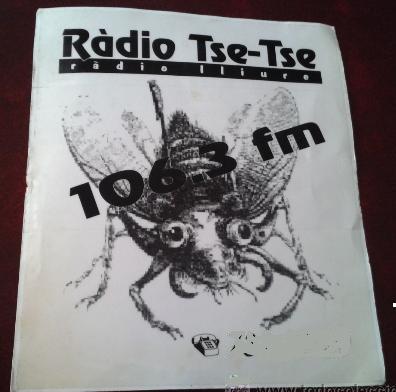 Ràdio Tse-Tse
ràdio lliure
106.3 fm